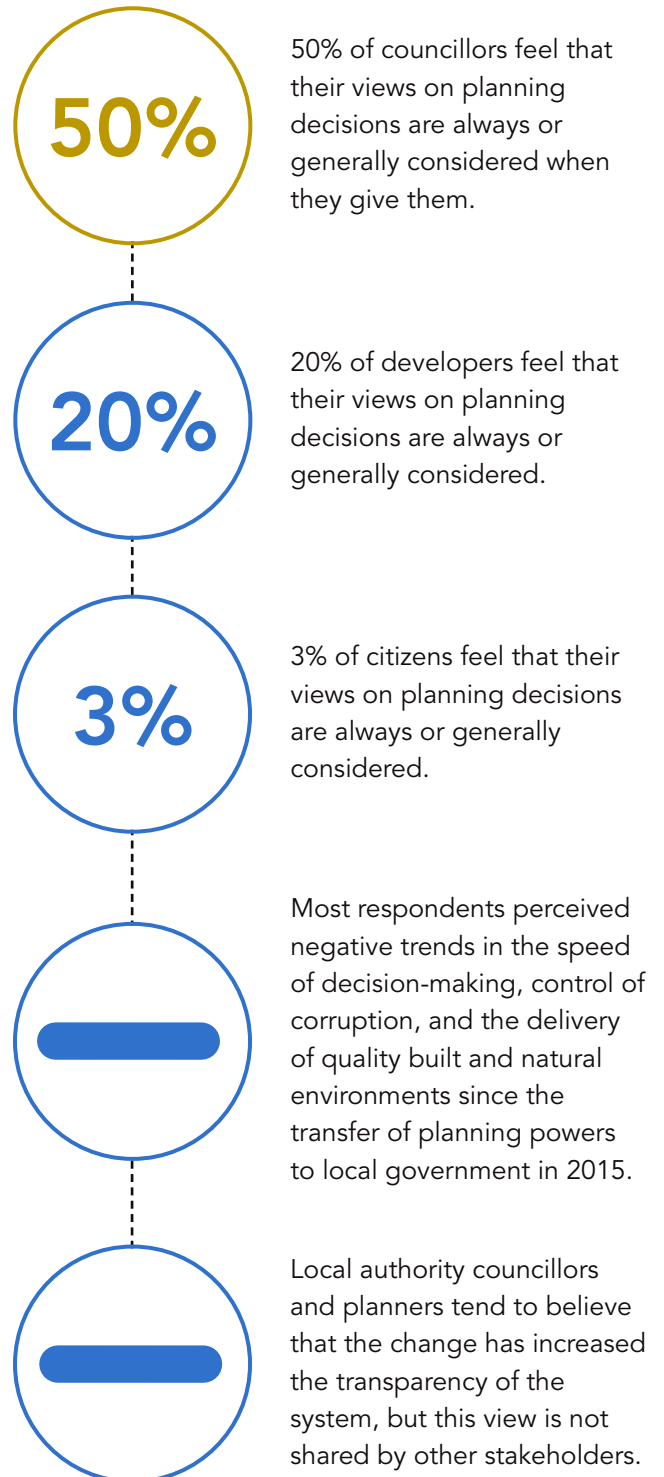 50%
50% of councillors feel that
their views on planning
decisions are always or
generally considered when
they give them.
20%
20% of developers feel that
their views on planning
decisions are always or
generally considered.
3%
3% of citizens feel that their
views on planning decisions
are always or generally
considered.
Most respondents perceived
negative trends in the speed
of decision-making, control of
corruption, and the delivery
of quality built and natural
environments since the
transfer of planning powers
to local government in 2015.
Local authority councillors
and planners tend to believe
that the change has increased
the transparency of the
system, but this view is not
shared by other stakeholders.